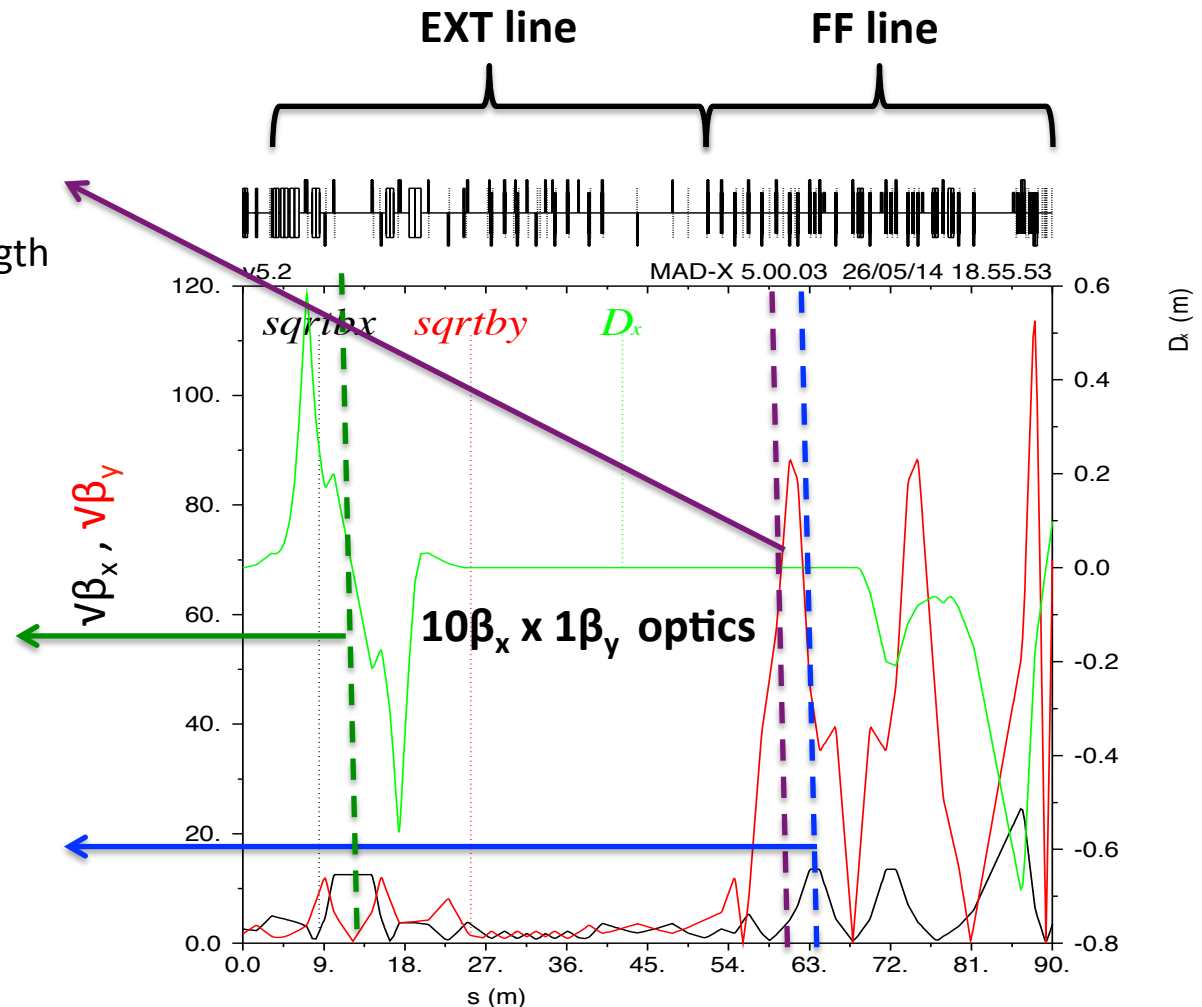 EXT line
FF line
gth
v5.2
MAD-X 5.00.03 26/05/14 18.55.53
120.
0.6
sqrtbx
sqrtby
Dx
Dx (m)
100.
0.4
80.
0.2
√βx , √βy
0.0
60.
10βx x 1βy optics
-0.2
40.
-0.4
20.
-0.6
0.0
-0.8
0.0
9.
18.
27.
36.
45.
54.
63.
72.
81.
90.
s (m)